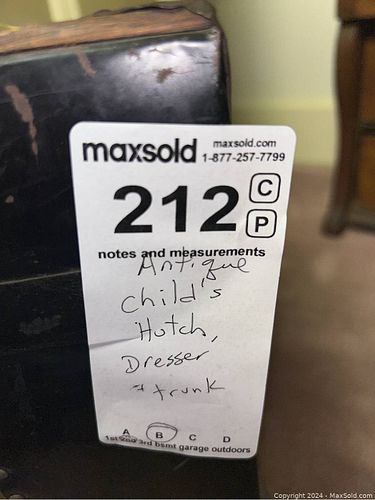 maxsold maxsold.com
1-877-257-7799
212 C
P
notes and measurements
Antique
child's
Hutch,
Dresser
& trunk
A B C D
1st 2nd 3rd bsmt garage outdoors
Copyright © 2024 - MaxSold.com